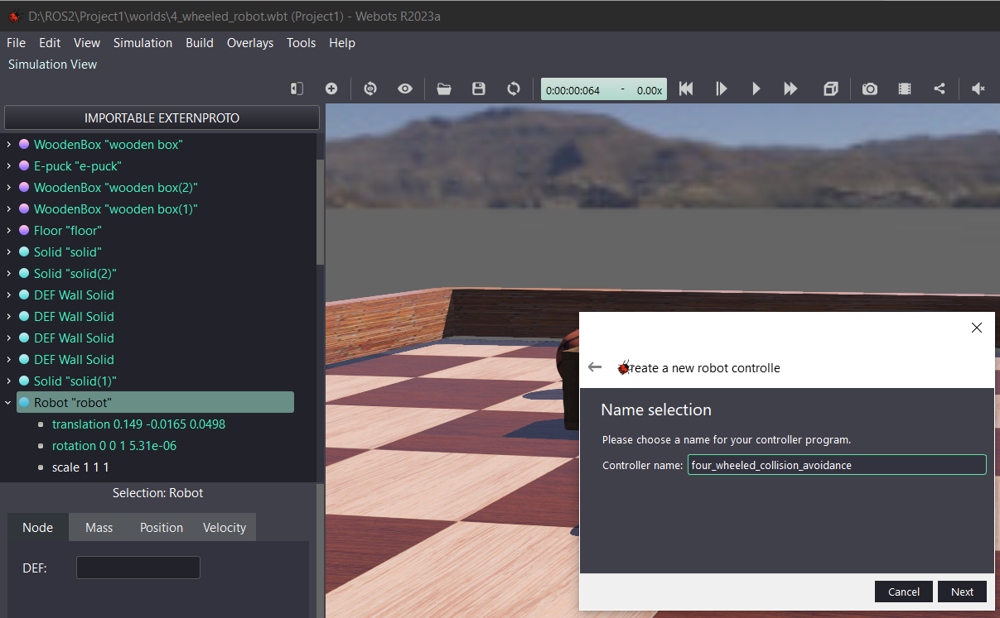 D:\ROS2\Project1\worlds\4_wheeled_robot.wbt (Project1) - Webots R2023a
File Edit View Simulation Build Overlays Tools Help
Simulation View
0:00:00:064 - 0.00x
IMPORTABLE EXTERNPROTO
WoodenBox "wooden box"
E-puck "e-puck"
WoodenBox "wooden box(2)"
WoodenBox "wooden box(1)"
Floor "floor"
Solid "solid"
Solid "solid(2)"
DEF Wall Solid
DEF Wall Solid
DEF Wall Solid
DEF Wall Solid
Solid "solid(1)"
Robot "robot"
translation 0.149 -0.0165 0.0498
rotation 0 0 1 5.31e-06
scale 1 1 1
Selection: Robot
Node Mass Position Velocity
DEF:
reate a new robot controlle
Name selection
Please choose a name for your controller program.
Controller name: four_wheeled_collision_avoidance
Cancel Next